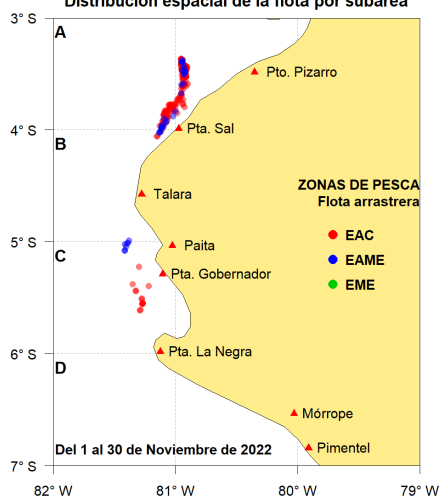 Distribución espacial de la flota por subárea
3° S
A
Pto. Pizarro
4° S
Pta. Sal
B
ZONAS DE PESCA
Flota arrastrera
Talara
EAC
5° S
Paita
C
EAME
Pta. Gobernador
EME
6° S
Pta. La Negra
D
Mórrope
Del 1 al 30 de Noviembre de 2022
Pimentel
7° S
82° W
81° W
80° W
79° W